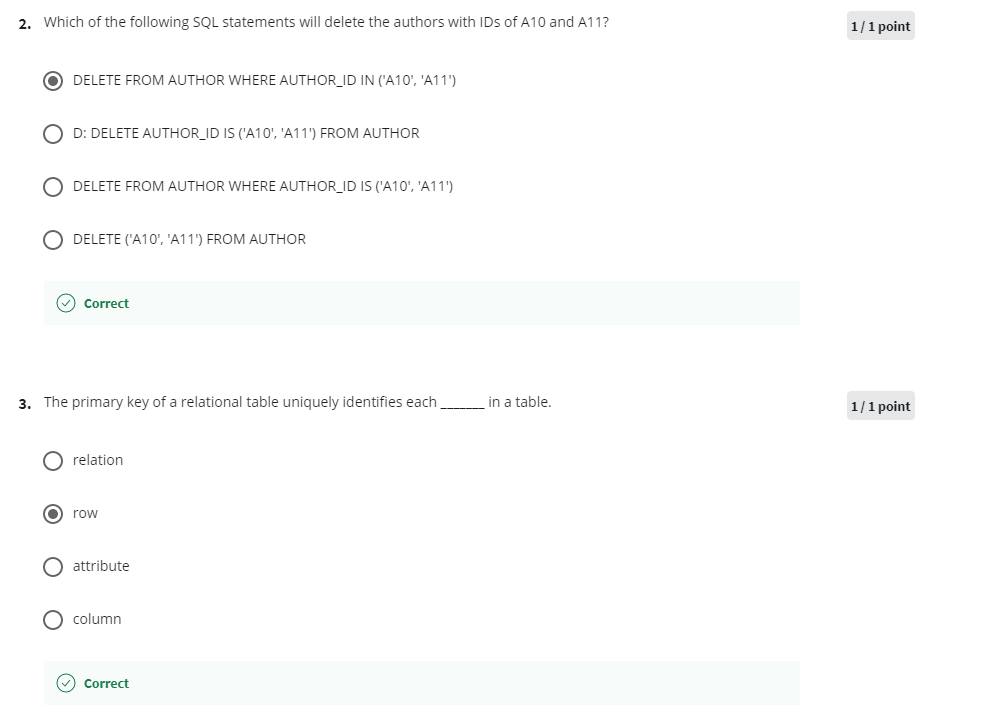 2. Which of the following SQL statements will delete the authors with IDs of A10 and A11?
1 / 1 point
DELETE FROM AUTHOR WHERE AUTHOR_ID IN ('A10', 'A11')
D: DELETE AUTHOR_ID IS ('A10', 'A11') FROM AUTHOR
DELETE FROM AUTHOR WHERE AUTHOR_ID IS ('A10', 'A11')
DELETE ('A10', 'A11') FROM AUTHOR
Correct
3. The primary key of a relational table uniquely identifies each _______ in a table.
1 / 1 point
relation
row
attribute
column
Correct